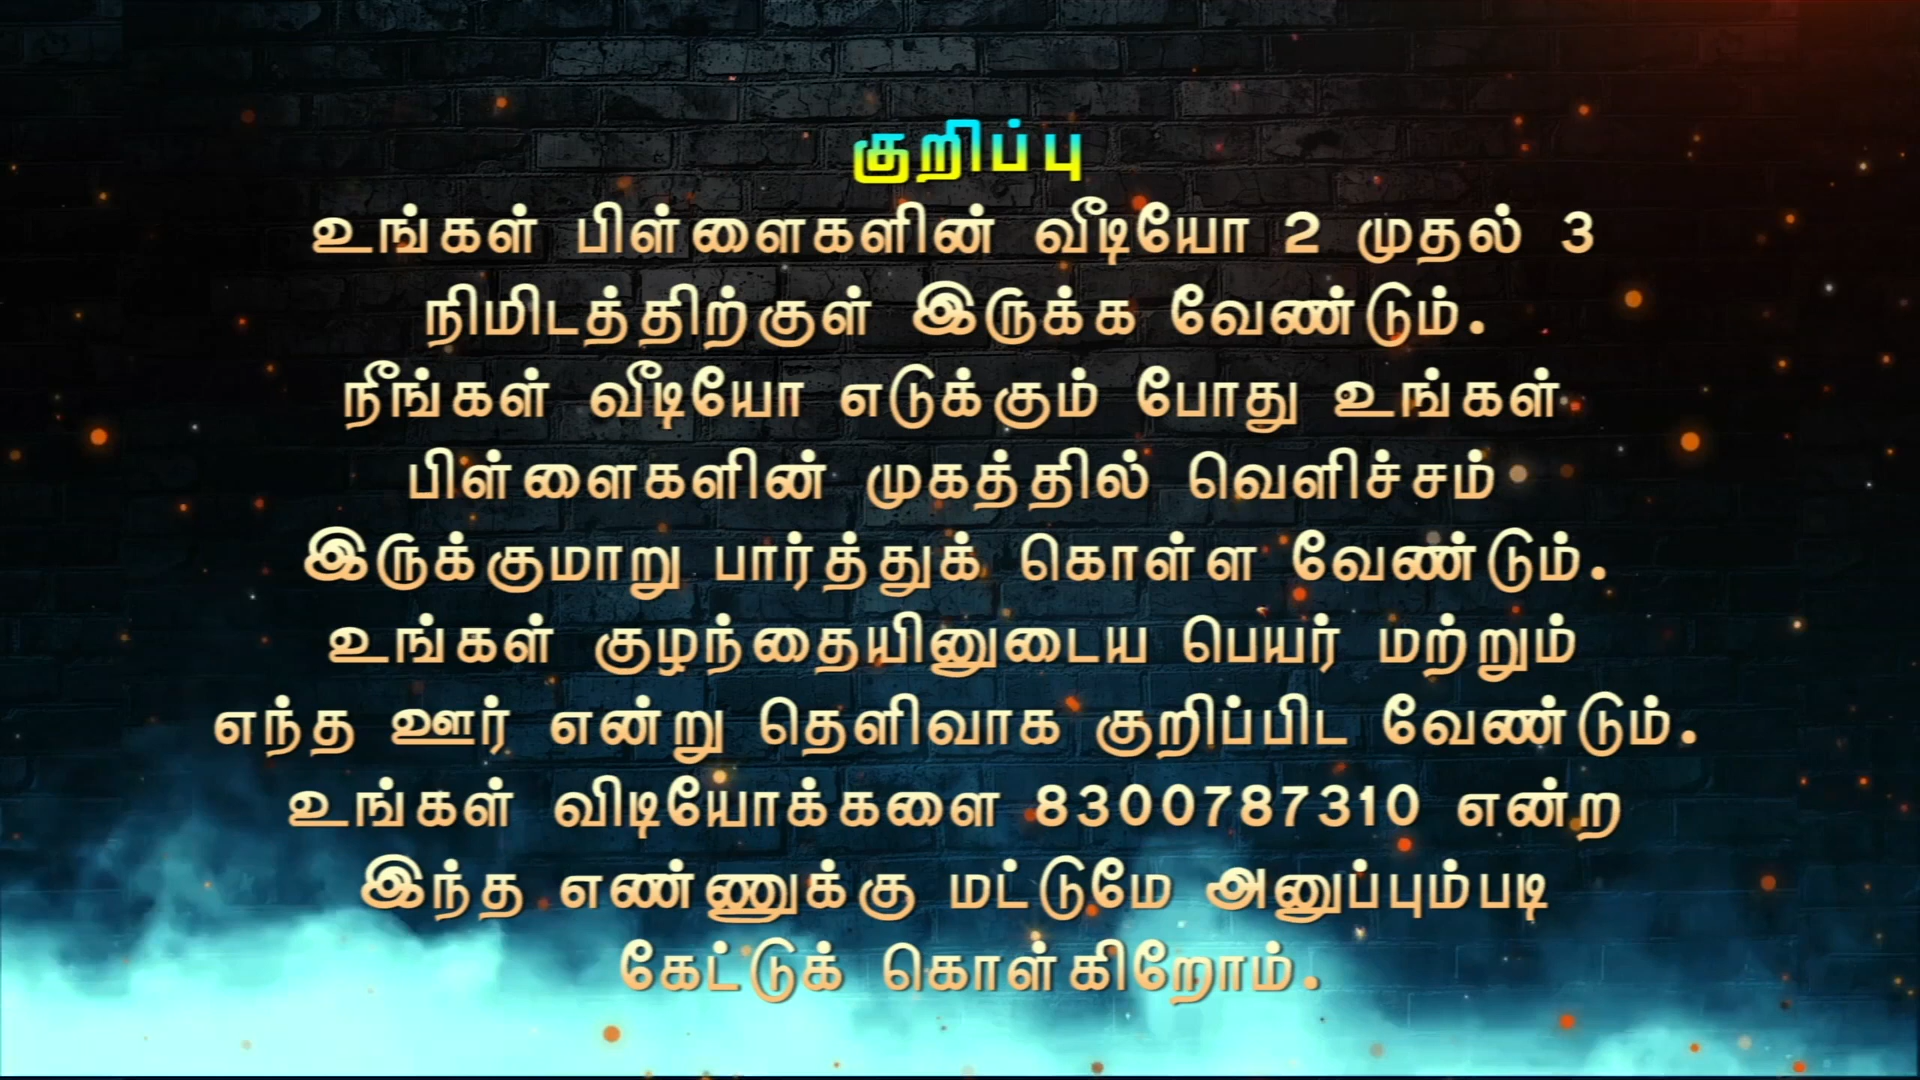 குறிப்பு
உங்கள் பிள்ளைகளின் வீடியோ 2 முதல் 3
நிமிடத்திற்குள் இருக்க வேண்டும்.
நீங்கள் வீடியோ எடுக்கும் போது உங்கள்
பிள்ளைகளின் முகத்தில் வெளிச்சம்
இருக்குமாறு பார்த்துக் கொள்ள வேண்டும்.
உங்கள் குழந்தையினுடைய பெயர் மற்றும்
எந்த ஊர் என்று தெளிவாக குறிப்பிட வேண்டும்.
உங்கள் விடியோக்களை 8300787310 என்ற
இந்த எண்ணுக்கு மட்டுமே அனுப்பும்படி
கேட்டுக் கொள்கிறோம்.